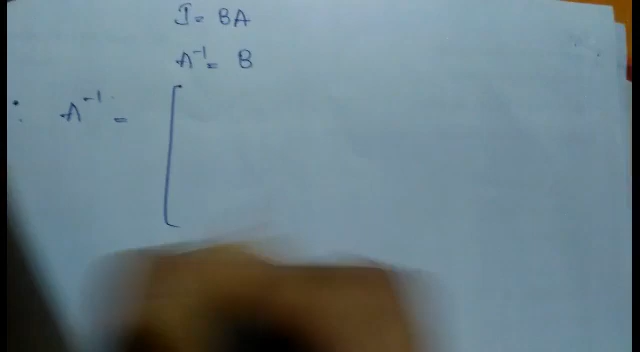 I = BA
A⁻¹ = B
∴ A⁻¹ = [